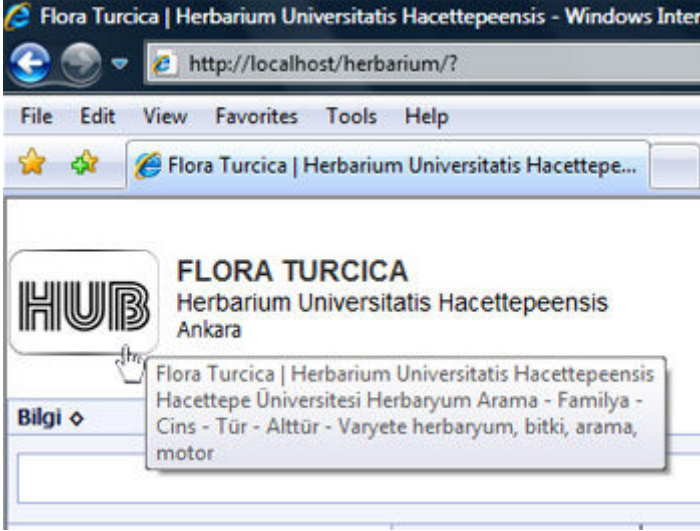 Flora Turcica | Herbarium Universitatis Hacettepeensis - Windows Inter
http://localhost/herbarium/?
File Edit View Favorites Tools Help
Flora Turcica | Herbarium Universitatis Hacettepe...
HUB
FLORA TURCICA
Herbarium Universitatis Hacettepeensis
Ankara
Flora Turcica | Herbarium Universitatis Hacettepeensis
Hacettepe Üniversitesi Herbaryum Arama - Familya -
Cins - Tür - Alttür - Varyete herbaryum, bitki, arama,
motor
Bilgi